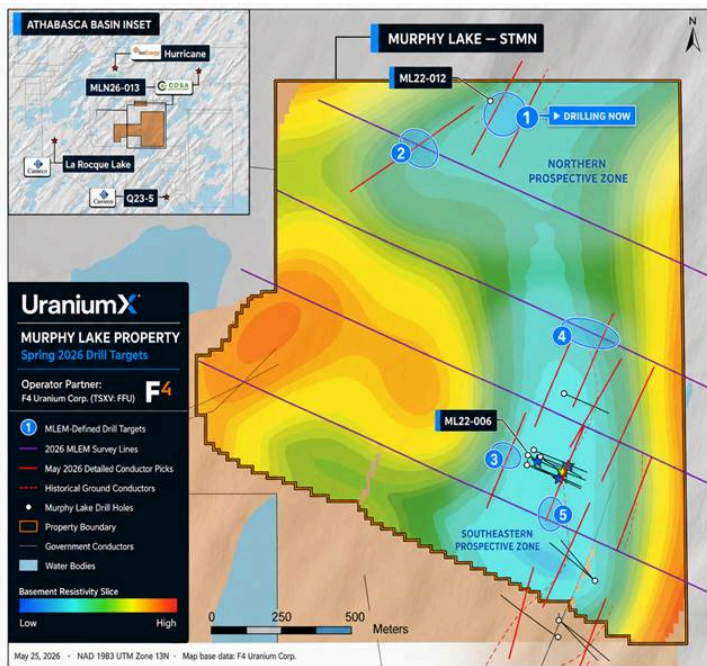 ATHABASCA BASIN INSET
Hurricane
MLN26-013
COSA
La Rocque Lake
Cameco
Cameco
Q23-5
MURPHY LAKE — STMN
N
ML22-012
1
DRILLING NOW
2
NORTHERN
PROSPECTIVE ZONE
4
ML22-006
3
5
SOUTHEASTERN
PROSPECTIVE ZONE
UraniumX
MURPHY LAKE PROPERTY
Spring 2026 Drill Targets
Operator Partner:
F4 Uranium Corp. (TSXV: FFU)
F4
1 MLEM-Defined Drill Targets
2026 MLEM Survey Lines
May 2026 Detailed Conductor Picks
Historical Ground Conductors
Murphy Lake Drill Holes
Property Boundary
Government Conductors
Water Bodies
Basement Resistivity Slice
Low High
0 250 500
Meters
May 25, 2026 · NAD 1983 UTM Zone 13N · Map base data: F4 Uranium Corp.